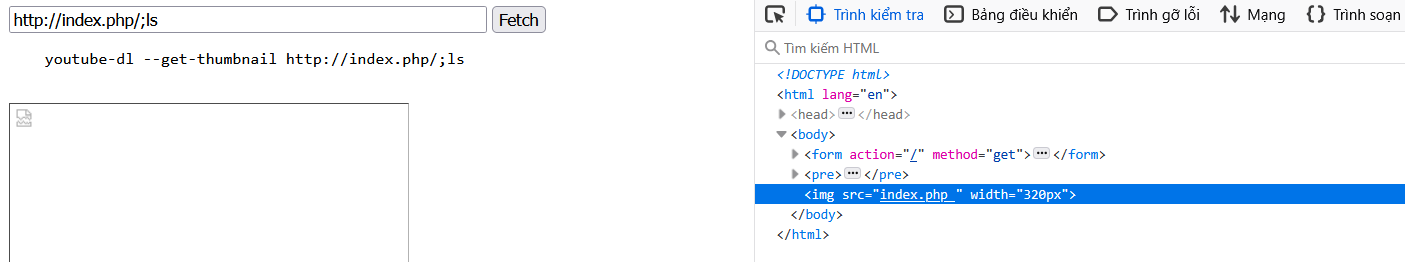 http://index.php/;ls Fetch
youtube-dl --get-thumbnail http://index.php/;ls
Trình kiểm tra Bảng điều khiển Trình gỡ lỗi Mạng Trình soạn
Tìm kiếm HTML
<!DOCTYPE html>
<html lang="en">
<head>
</head>
<body>
<form action="/" method="get">
</form>
<pre>
</pre>
<img src="index.php " width="320px">
</body>
</html>